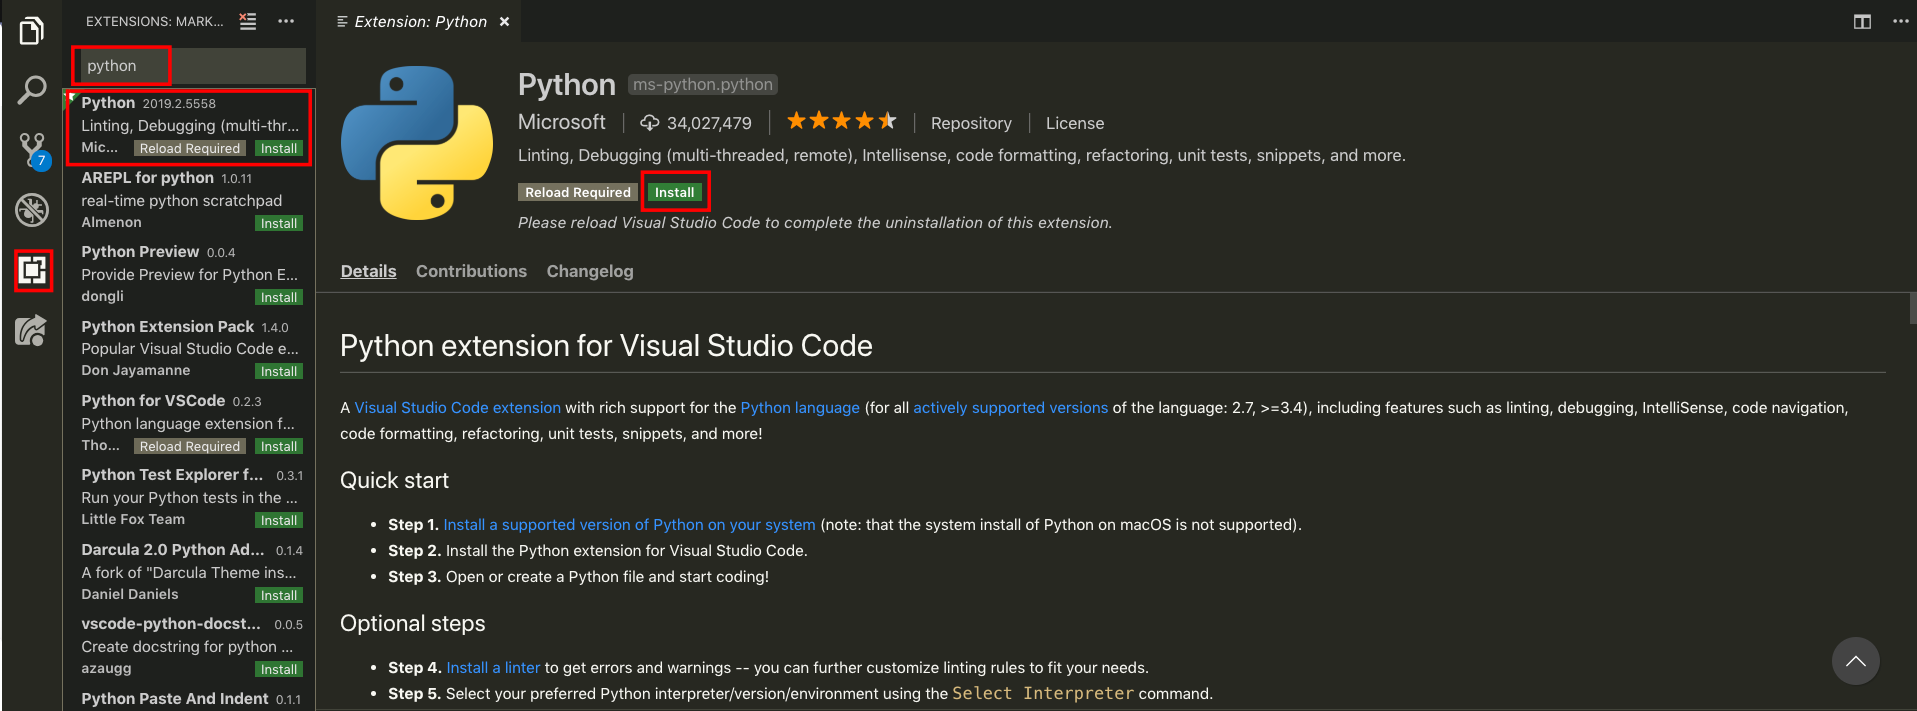 EXTENSIONS: MARK...
python
Python 2019.2.5558
Linting, Debugging (multi-thr...
Mic... Reload Required Install
AREPL for python 1.0.11
real-time python scratchpad
Almenon Install
Python Preview 0.0.4
Provide Preview for Python E...
dongli Install
Python Extension Pack 1.4.0
Popular Visual Studio Code e...
Don Jayamanne Install
Python for VSCode 0.2.3
Python language extension f...
Tho... Reload Required Install
Python Test Explorer f... 0.3.1
Run your Python tests in the ...
Little Fox Team Install
Darcula 2.0 Python Ad... 0.1.4
A fork of "Darcula Theme ins...
Daniel Daniels Install
vscode-python-docst... 0.0.5
Create docstring for python ...
azaugg Install
Python Paste And Indent 0.1.1
7
Extension: Python
Python ms-python.python
Microsoft 34,027,479 Repository License
Linting, Debugging (multi-threaded, remote), Intellisense, code formatting, refactoring, unit tests, snippets, and more.
Reload Required Install
Please reload Visual Studio Code to complete the uninstallation of this extension.
Details Contributions Changelog
Python extension for Visual Studio Code
A Visual Studio Code extension with rich support for the Python language (for all actively supported versions of the language: 2.7, >=3.4), including features such as linting, debugging, IntelliSense, code navigation,
code formatting, refactoring, unit tests, snippets, and more!
Quick start
• Step 1. Install a supported version of Python on your system (note: that the system install of Python on macOS is not supported).
• Step 2. Install the Python extension for Visual Studio Code.
• Step 3. Open or create a Python file and start coding!
Optional steps
• Step 4. Install a linter to get errors and warnings -- you can further customize linting rules to fit your needs.
• Step 5. Select your preferred Python interpreter/version/environment using the Select Interpreter command.